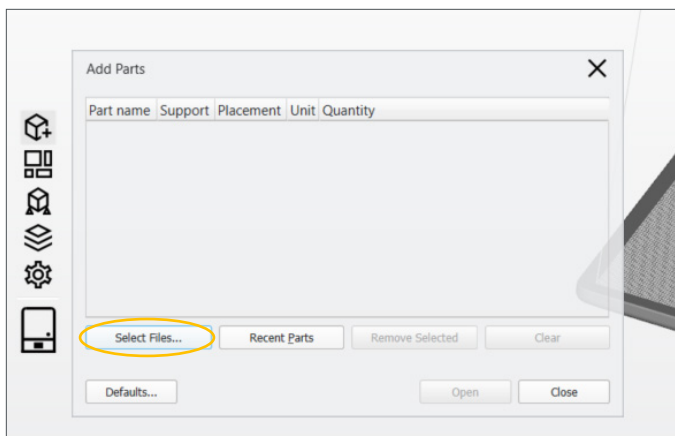 Add Parts
Part name Support Placement Unit Quantity
Select Files... Recent Parts Remove Selected Clear
Defaults... Open Close